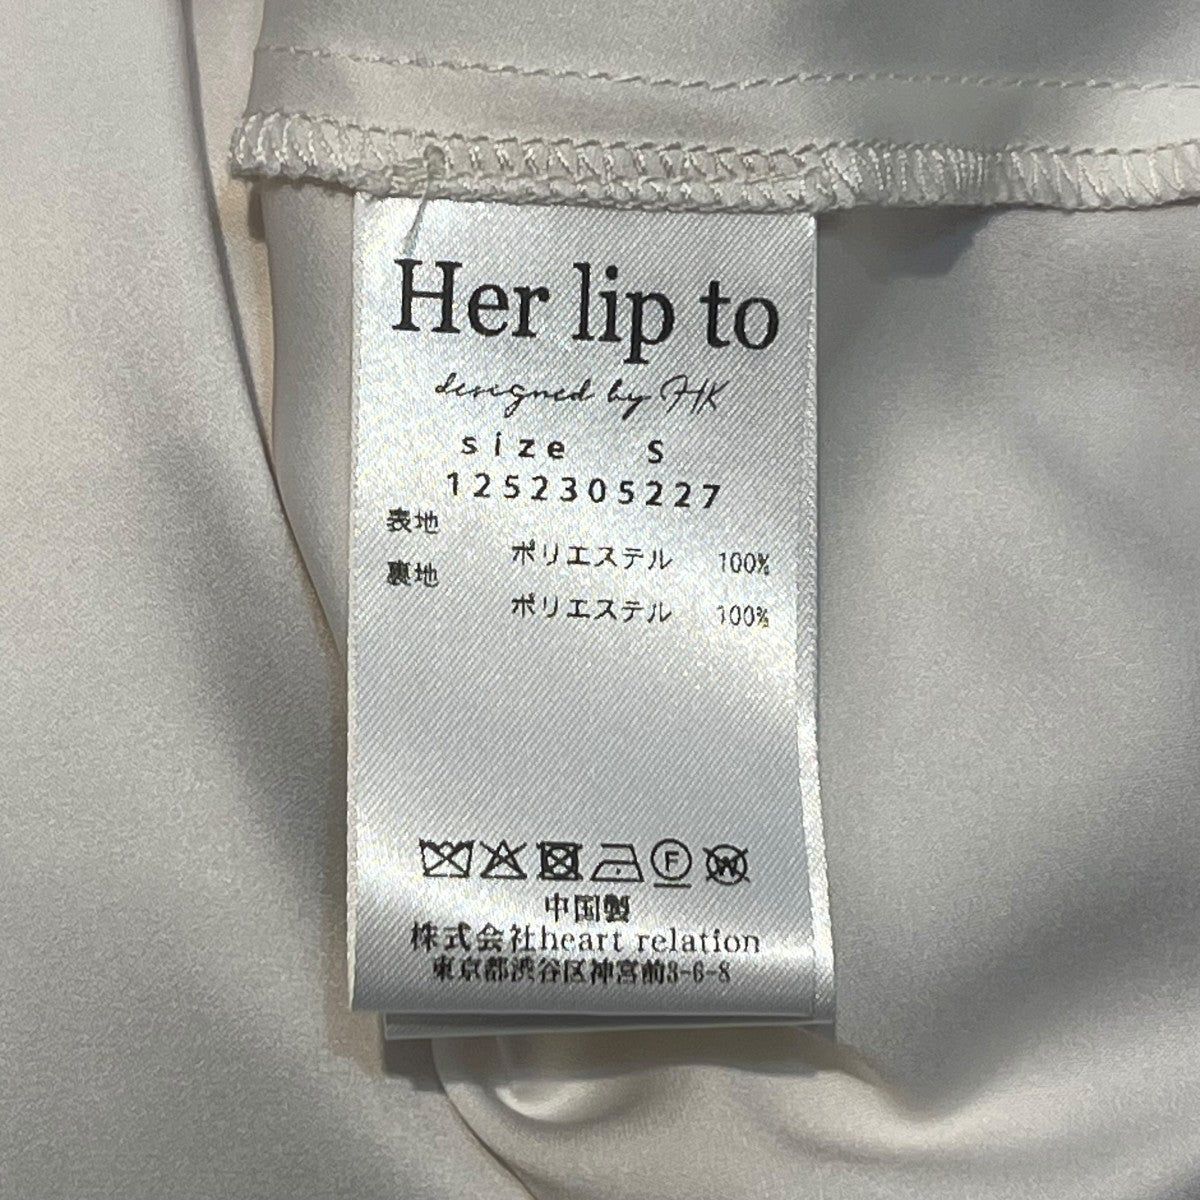 Her lip to
designed by HK
size S
1252305227
表地
ポリエステル 100%
裏地
ポリエステル 100%
F
W
中国製
株式会社heart relation
東京都渋谷区神宮前3-6-8